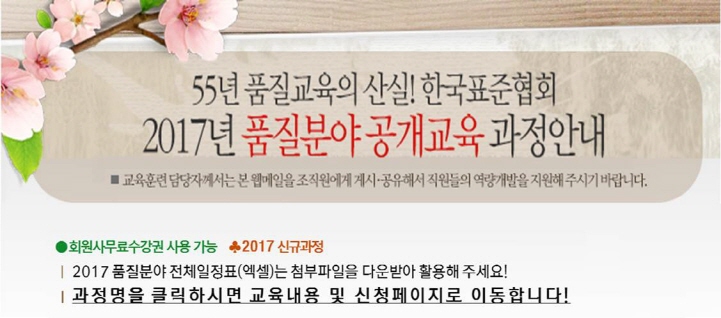 55년 품질교육의 산실! 한국표준협회
2017년 품질분야 공개교육 과정안내
■ 교육훈련 담당자께서는 본 웹메일을 조직원에게 게시·공유해서 직원들의 역량개발을 지원해 주시기 바랍니다.
●회원사무료수강권 사용 가능 ♣2017 신규과정
| 2017 품질분야 전체일정표(엑셀)는 첨부파일을 다운받아 활용해 주세요!
| 과정명을 클릭하시면 교육내용 및 신청페이지로 이동합니다!